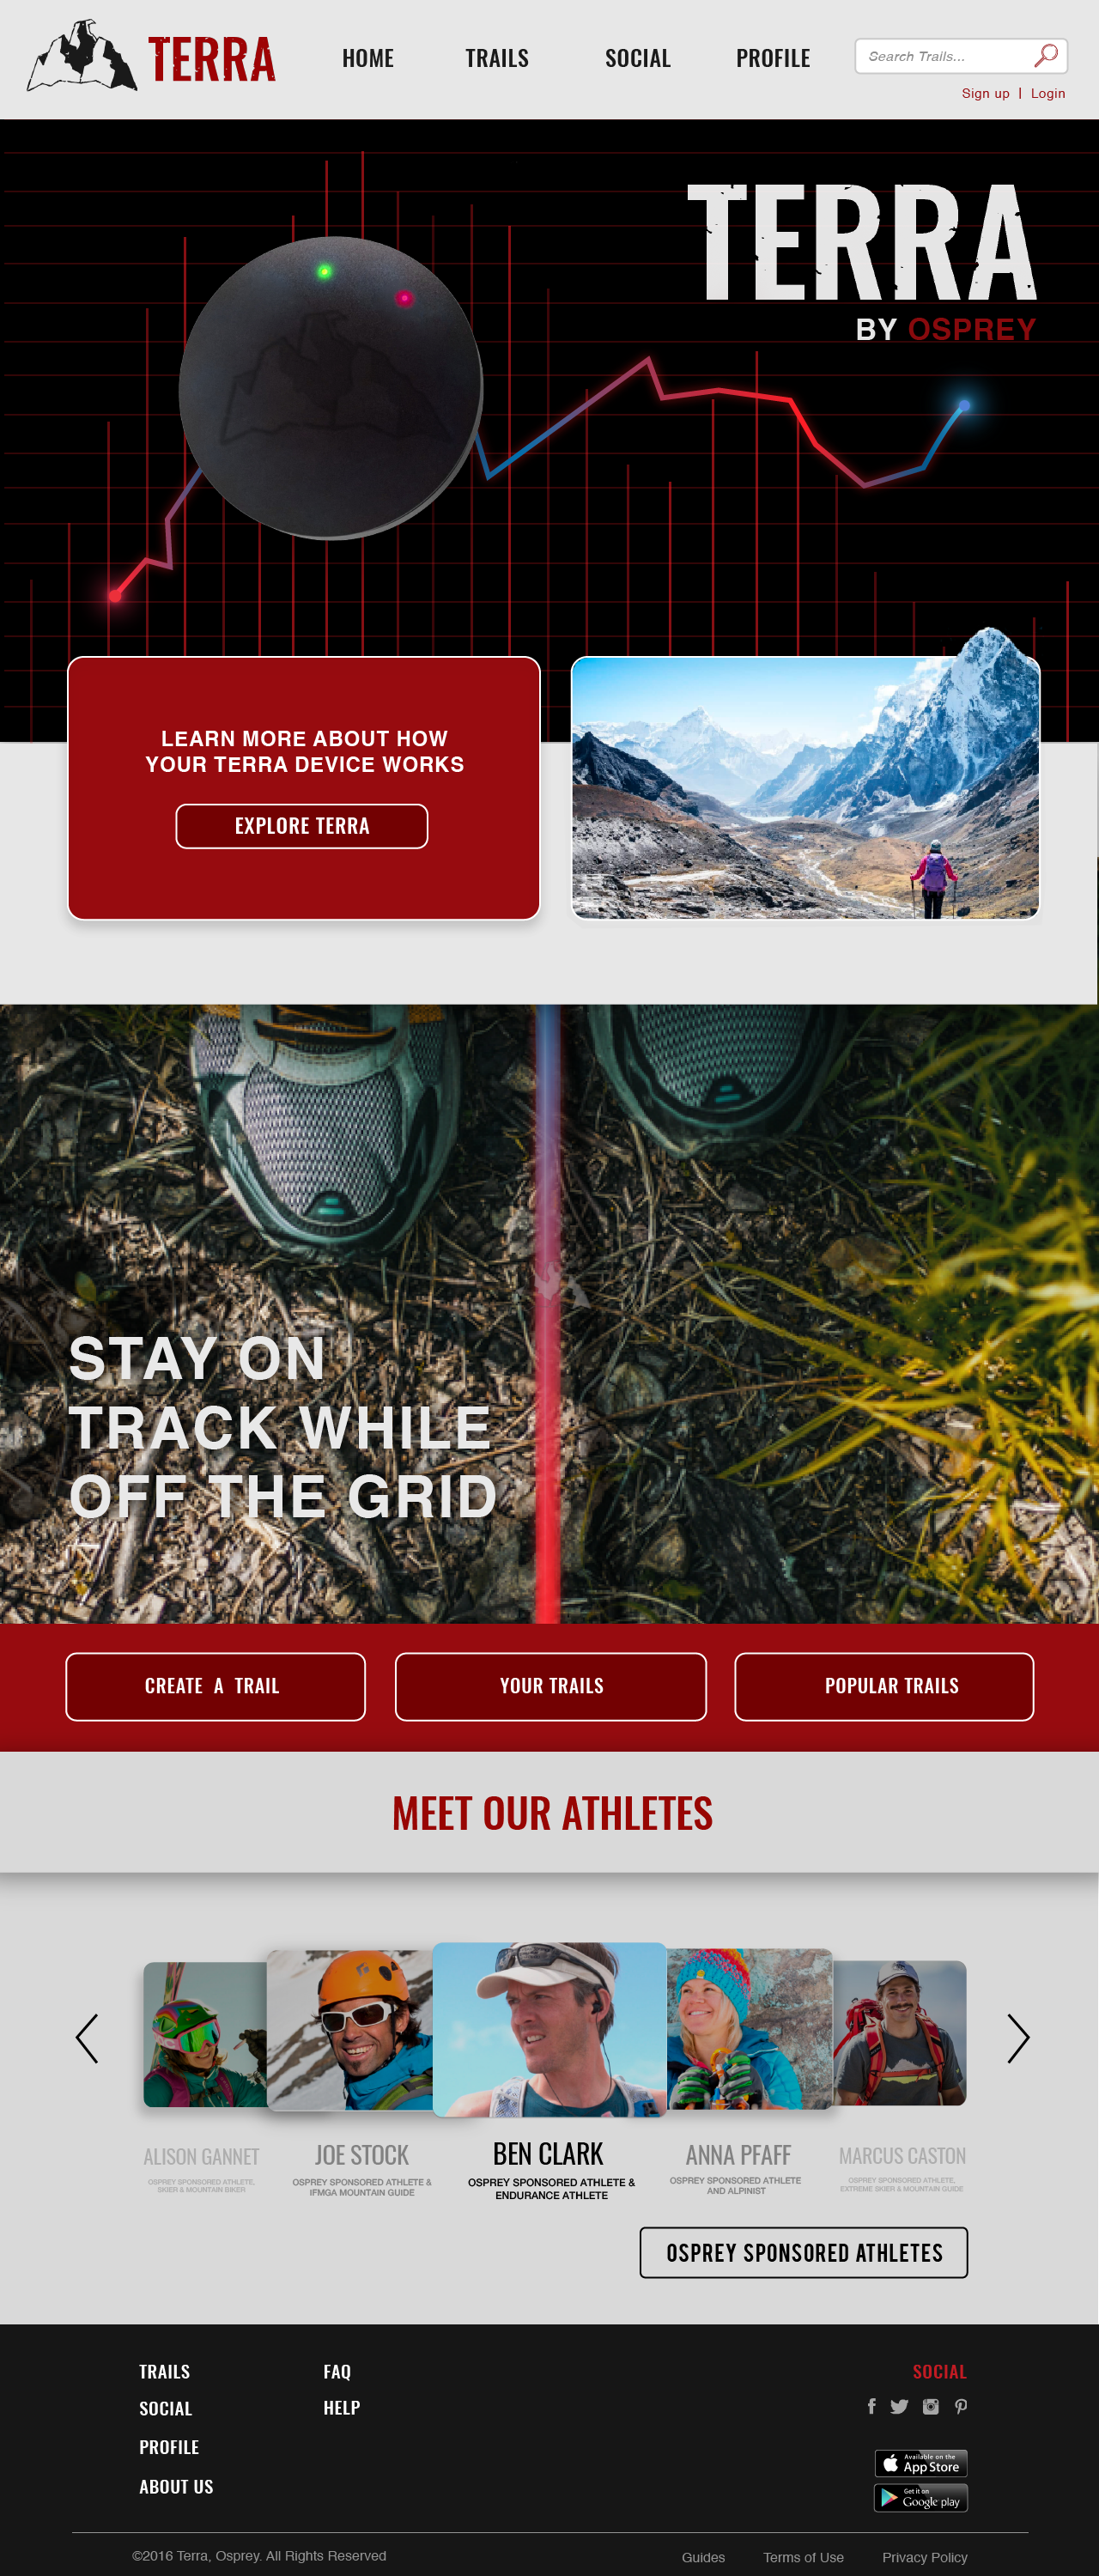 TERRA
HOME
TRAILS
SOCIAL
PROFILE
Search Trails...
Sign up | Login
TERRA
BY OSPREY
LEARN MORE ABOUT HOW
YOUR TERRA DEVICE WORKS
EXPLORE TERRA
STAY ON
TRACK WHILE
OFF THE GRID
CREATE A TRAIL
YOUR TRAILS
POPULAR TRAILS
MEET OUR ATHLETES
ALISON GANNET
OSPREY SPONSORED ATHLETE,
SKIER & MOUNTAIN BIKER
JOE STOCK
OSPREY SPONSORED ATHLETE &
IFMGA MOUNTAIN GUIDE
BEN CLARK
OSPREY SPONSORED ATHLETE &
ENDURANCE ATHLETE
ANNA PFAFF
OSPREY SPONSORED ATHLETE
AND ALPINIST
MARCUS CASTON
OSPREY SPONSORED ATHLETE,
EXTREME SKIER & MOUNTAIN GUIDE
OSPREY SPONSORED ATHLETES
TRAILS
SOCIAL
PROFILE
ABOUT US
FAQ
HELP
SOCIAL
Available on the
App Store
Get it on
Google play
©2016 Terra, Osprey. All Rights Reserved
Guides
Terms of Use
Privacy Policy